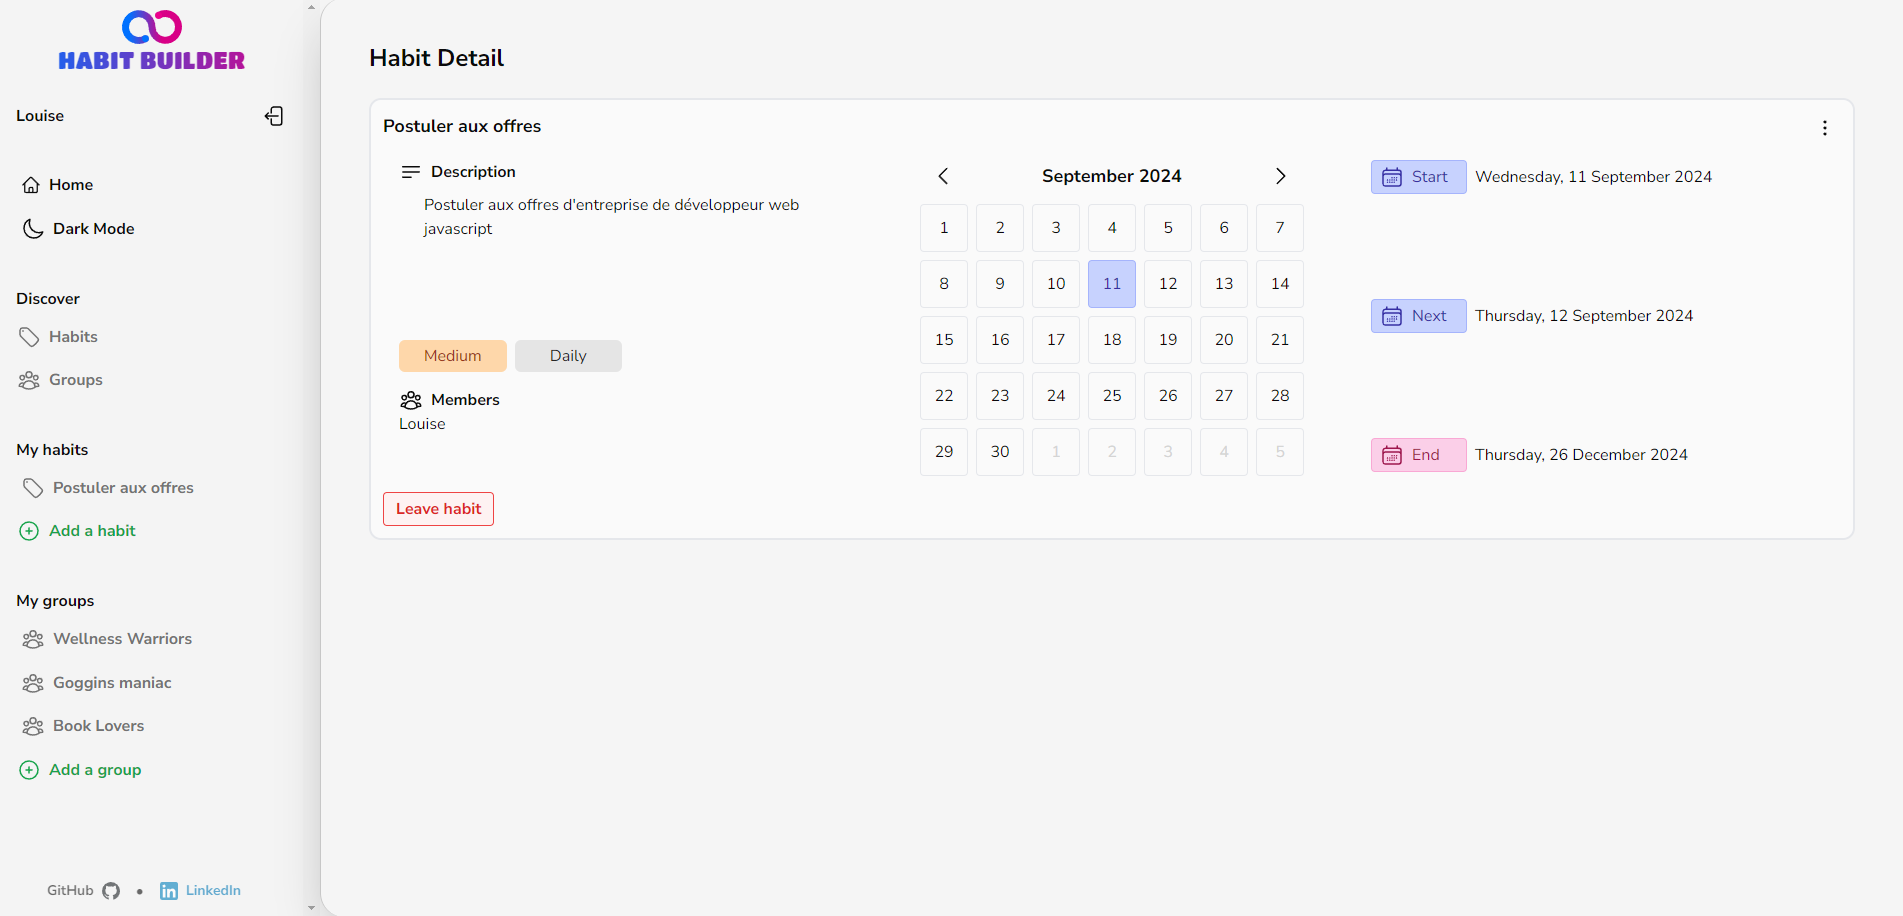 HABIT BUILDER
Louise
Home
Dark Mode
Discover
Habits
Groups
My habits
Postuler aux offres
Add a habit
My groups
Wellness Warriors
Goggins maniac
Book Lovers
Add a group
GitHub • LinkedIn
Habit Detail
Postuler aux offres
Description
Postuler aux offres d'entreprise de développeur web
javascript
Medium Daily
Members
Louise
Leave habit
September 2024
1 2 3 4 5 6 7
8 9 10 11 12 13 14
15 16 17 18 19 20 21
22 23 24 25 26 27 28
29 30 1 2 3 4 5
Start Wednesday, 11 September 2024
Next Thursday, 12 September 2024
End Thursday, 26 December 2024